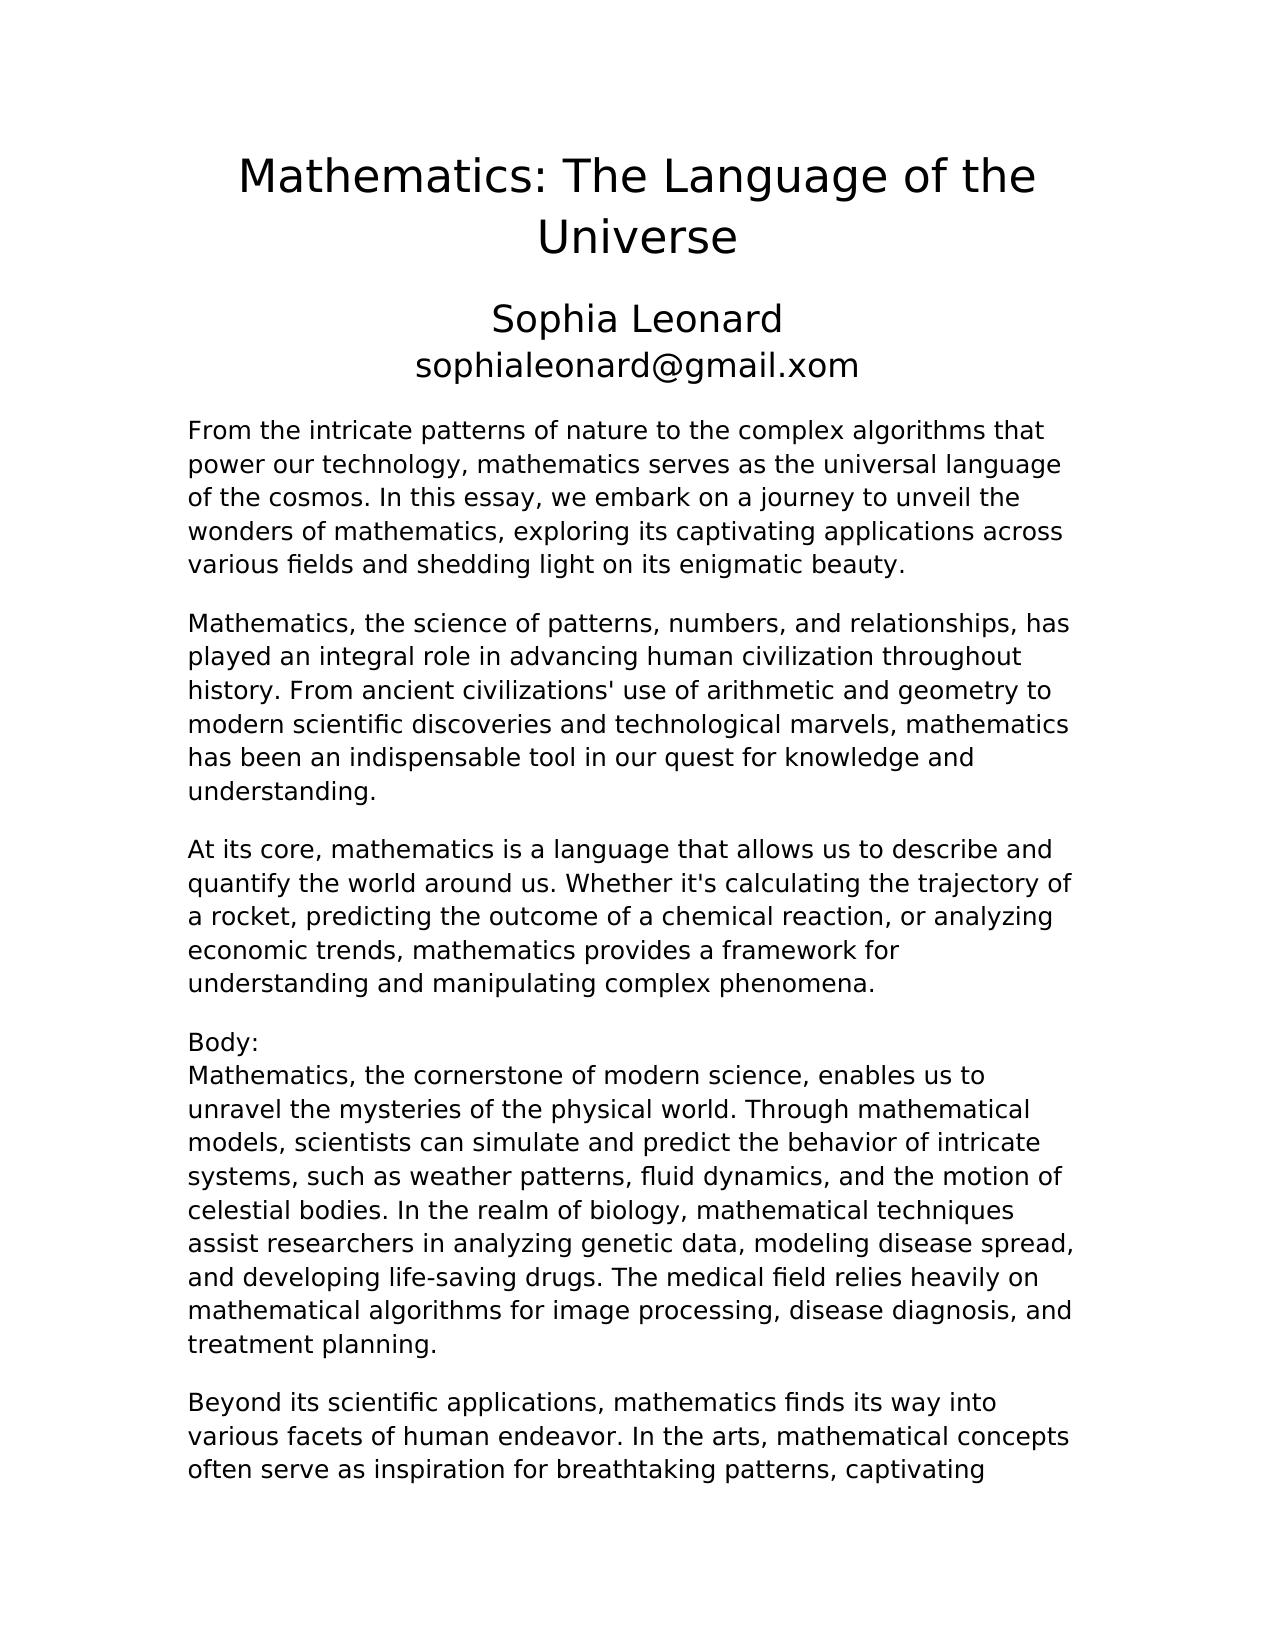 Mathematics: The Language of the
Universe
Sophia Leonard
sophialeonard@gmail.xom
From the intricate patterns of nature to the complex algorithms that
power our technology, mathematics serves as the universal language
of the cosmos. In this essay, we embark on a journey to unveil the
wonders of mathematics, exploring its captivating applications across
various fields and shedding light on its enigmatic beauty.
Mathematics, the science of patterns, numbers, and relationships, has
played an integral role in advancing human civilization throughout
history. From ancient civilizations' use of arithmetic and geometry to
modern scientific discoveries and technological marvels, mathematics
has been an indispensable tool in our quest for knowledge and
understanding.
At its core, mathematics is a language that allows us to describe and
quantify the world around us. Whether it's calculating the trajectory of
a rocket, predicting the outcome of a chemical reaction, or analyzing
economic trends, mathematics provides a framework for
understanding and manipulating complex phenomena.
Body:
Mathematics, the cornerstone of modern science, enables us to
unravel the mysteries of the physical world. Through mathematical
models, scientists can simulate and predict the behavior of intricate
systems, such as weather patterns, fluid dynamics, and the motion of
celestial bodies. In the realm of biology, mathematical techniques
assist researchers in analyzing genetic data, modeling disease spread,
and developing life-saving drugs. The medical field relies heavily on
mathematical algorithms for image processing, disease diagnosis, and
treatment planning.
Beyond its scientific applications, mathematics finds its way into
various facets of human endeavor. In the arts, mathematical concepts
often serve as inspiration for breathtaking patterns, captivating